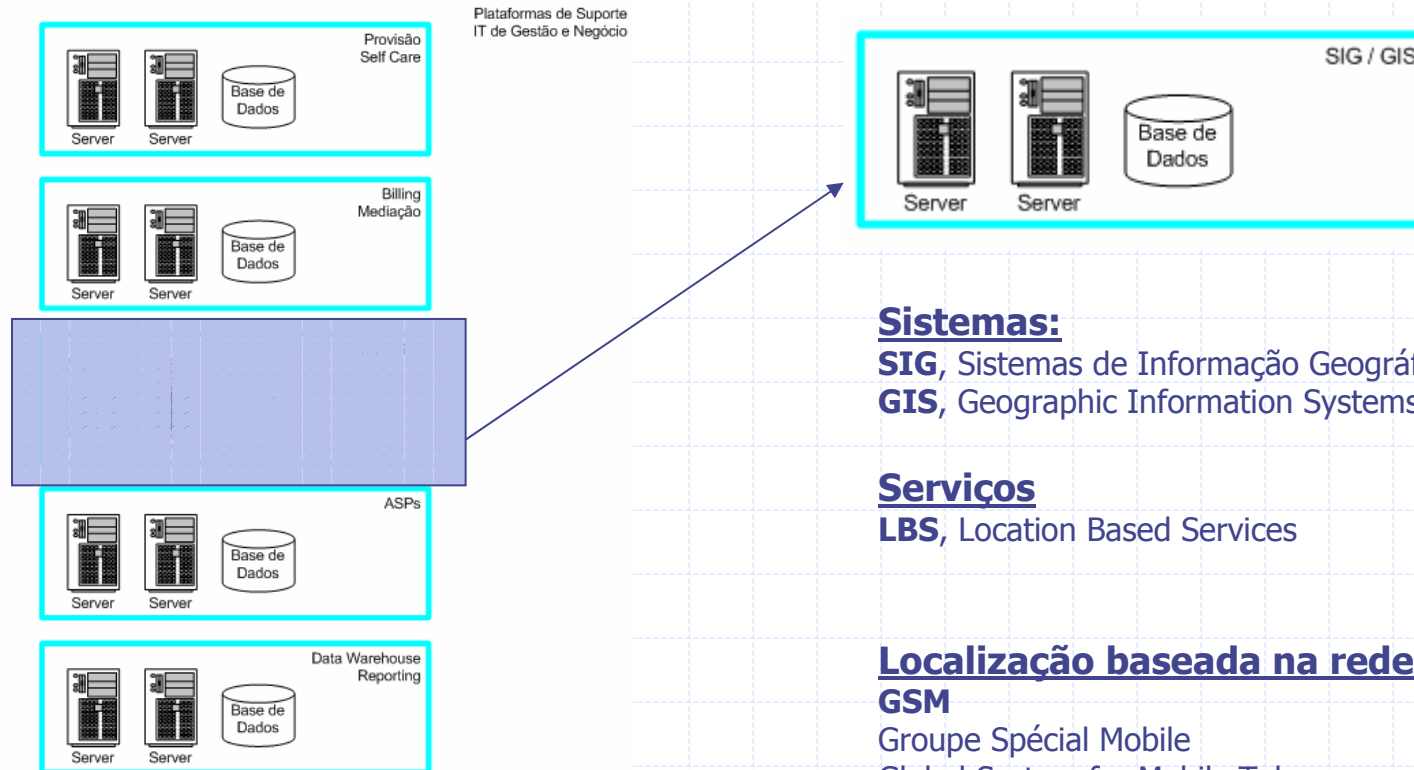 Plataformas de Suporte
IT de Gestão e Negócio
Provisão
Self Care
Base de
Dados
Server
Server
Billing
Mediação
Base de
Dados
Server
Server
ASPs
Base de
Dados
Server
Server
Data Warehouse
Reporting
Base de
Dados
Server
Server
SIG / GIS
Base de
Dados
Server
Server
Sistemas:
SIG, Sistemas de Informação
GIS, Geographic Information Systems
Serviços
LBS, Location Based Services
Localização baseada na rede
GSM
Groupe Spécial Mobile